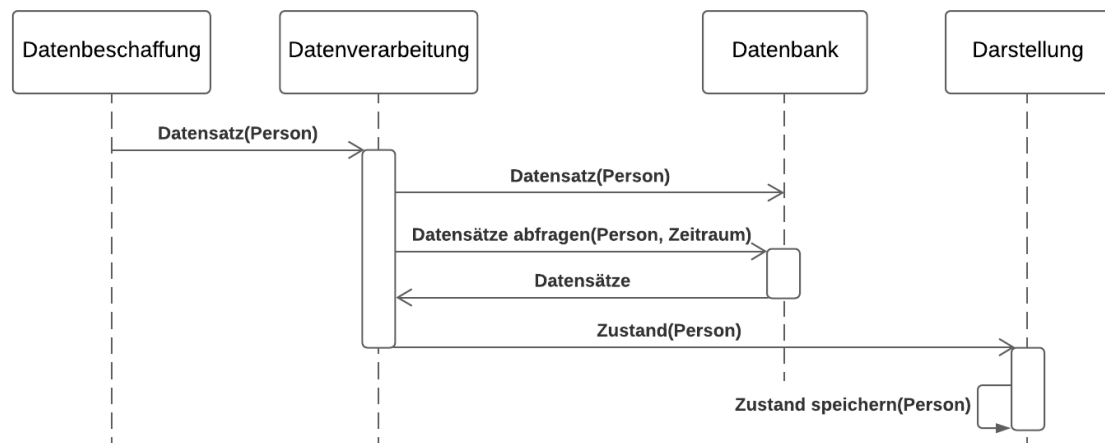 Datenbeschaffung
Datenverarbeitung
Datenbank
Darstellung
Datensatz(Person)
Datensatz(Person)
Datensätze abfragen(Person, Zeitraum)
Datensätze
Zustand(Person)
Zustand speichern(Person)